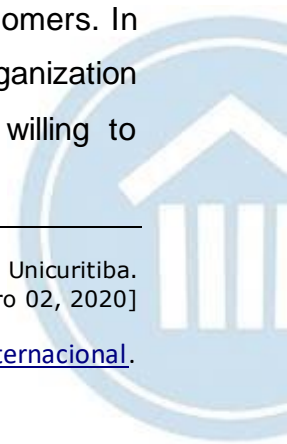 omers. In
ganization
willing to
Unicuritiba.
ro 02, 2020]
ternacional.